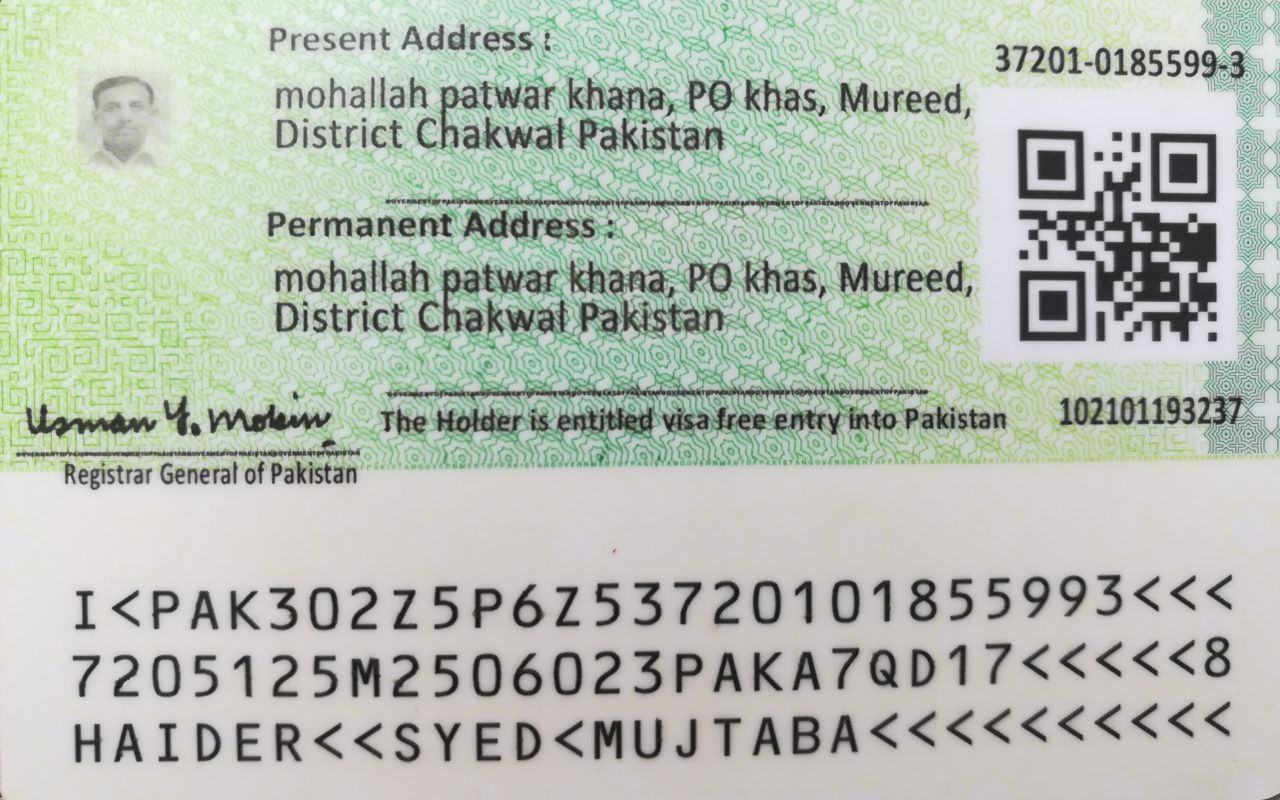 Present Address :
37201-0185599-3
mohallah patwar khana, PO khas, Mureed,
District Chakwal Pakistan
Permanent Address :
mohallah patwar khana, PO khas, Mureed,
District Chakwal Pakistan
Usman Y. Mobin
The Holder is entitled visa free entry into Pakistan
102101193237
Registrar General of Pakistan
I<PAK302Z5P6Z53720101855993<<<
7205125M2506023PAKA7QD17<<<<<8
HAIDER<<SYED<MUJTABA<<<<<<<<<<